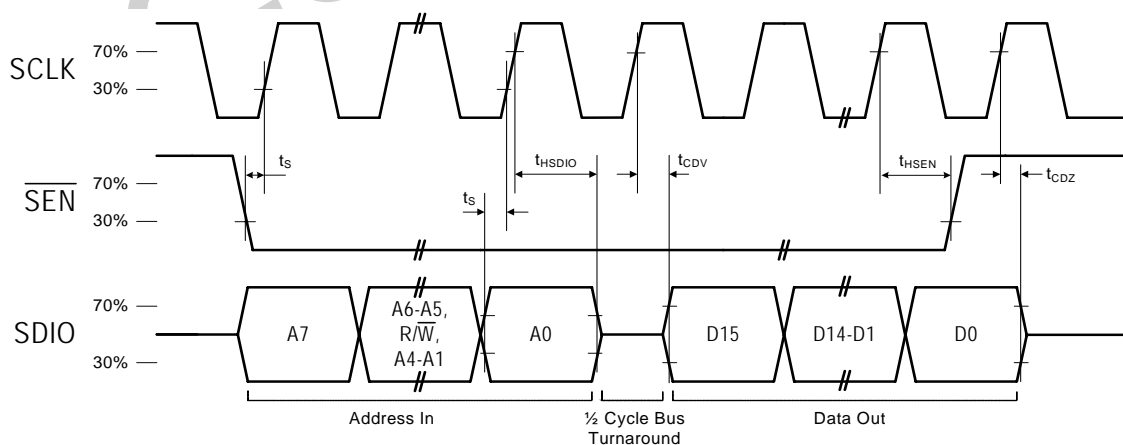 70%
SCLK
30%
tS
tHSDIO
tCDV
tHSEN
tCDZ
70%
SEN
30%
tS
70%
SDIO
30%
A7
A6-A5,
R/W,
A4-A1
A0
D15
D14-D1
D0
Address In
½ Cycle Bus
Turnaround
Data Out